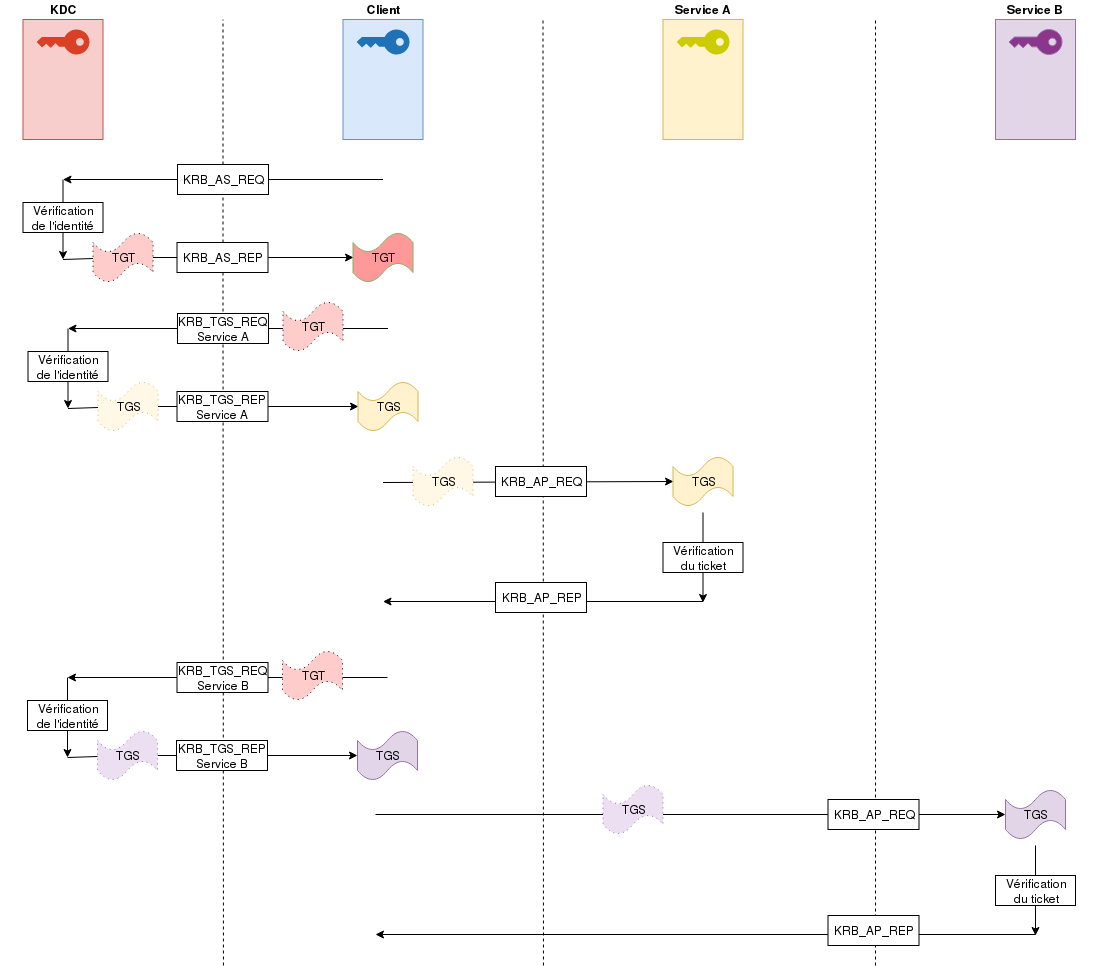 KDC
Client
Service A
Service B
KRB_AS_REQ
Vérification
de l'identité
TGT
KRB_AS_REP
TGT
KRB_TGS_REQ
Service A
TGT
Vérification
de l'identité
TGS
KRB_TGS_REP
Service A
TGS
TGS
KRB_AP_REQ
TGS
Vérification
du ticket
KRB_AP_REP
KRB_TGS_REQ
Service B
TGT
Vérification
de l'identité
TGS
KRB_TGS_REP
Service B
TGS
TGS
KRB_AP_REQ
TGS
Vérification
du ticket
KRB_AP_REP